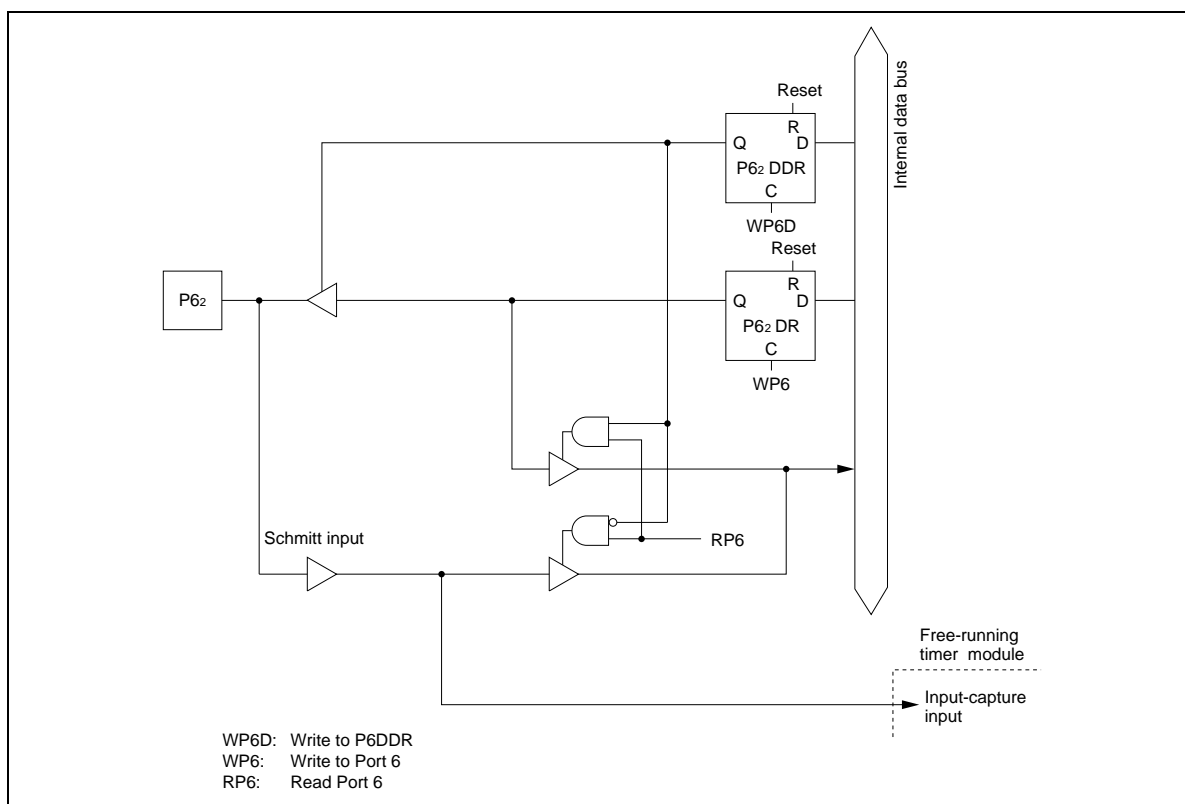 Reset
R
Q D
P6₂ DDR
C
WP6D
Reset
R
Q D
P6₂ DR
C
WP6
P6₂
Internal data bus
Schmitt input
RP6
Free-running
timer module
Input-capture
input
WP6D: Write to P6DDR
WP6: Write to Port 6
RP6: Read Port 6